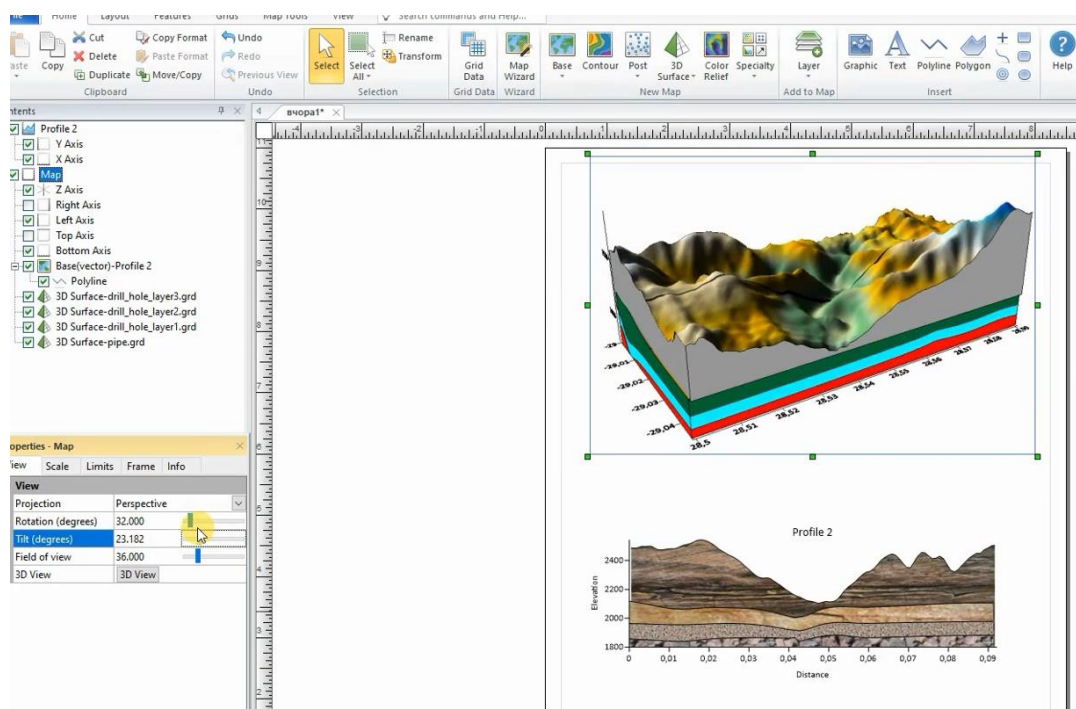 Home Layout Features Grids Map Tools View Search commands and Help...
Cut Copy Format Undo Rename
Delete Paste Format Redo Transform
Copy Duplicate Move/Copy Previous View Select Select All Grid Data Map Wizard Base Contour Post 3D Surface Color Relief Specialty Layer Graphic Text Polyline Polygon Help
Clipboard Undo Selection Grid Data Wizard New Map Add to Map Insert
вчора1*
Profile 2
Y Axis
X Axis
Map
Z Axis
Right Axis
Left Axis
Top Axis
Bottom Axis
Base(vector)-Profile 2
Polyline
3D Surface-drill_hole_layer3.grd
3D Surface-drill_hole_layer2.grd
3D Surface-drill_hole_layer1.grd
3D Surface-pipe.grd
-29,01
-29,02
-29,03
-29,04
28,5 28,51 28,52 28,53 28,54 28,55 28,56 28,57 28,58
Properties - Map
View Scale Limits Frame Info
View
Projection Perspective
Rotation (degrees) 32.000
Tilt (degrees) 23.182
Field of view 36.000
3D View 3D View
Profile 2
Elevation
2400
2200
2000
1800
0 0,01 0,02 0,03 0,04 0,05 0,06 0,07 0,08 0,09
Distance